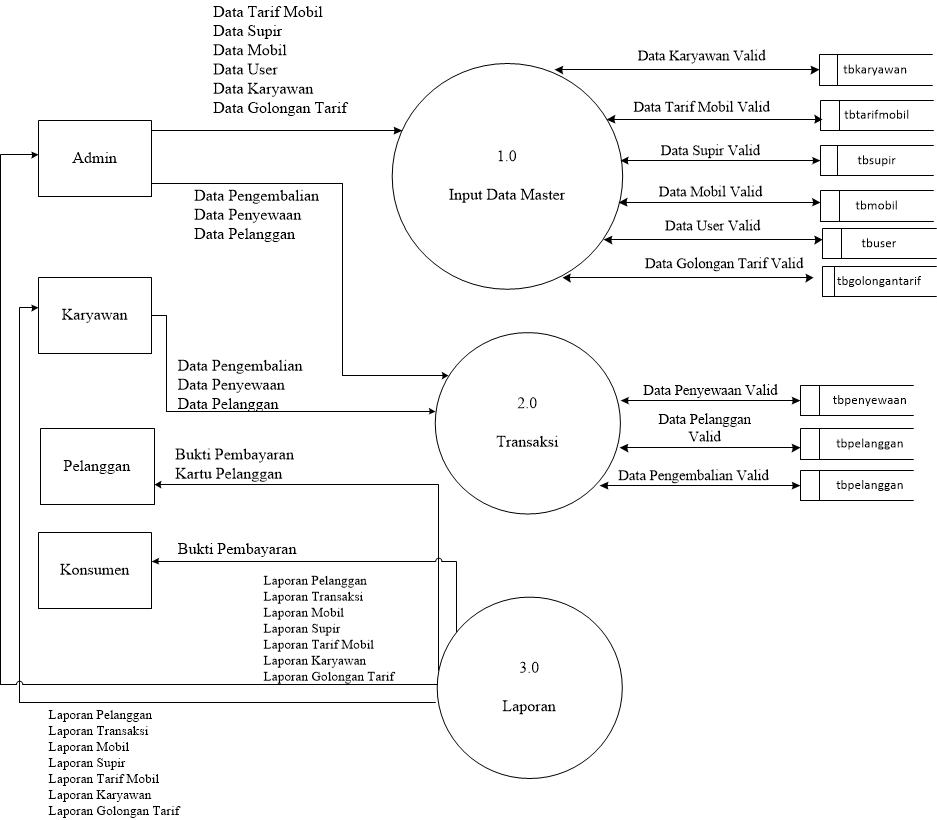 Data Tarif Mobil
Data Supir
Data Mobil
Data User
Data Karyawan
Data Golongan Tarif
Admin
Data Pengembalian
Data Penyewaan
Data Pelanggan
1.0
Input Data Master
Data Karyawan Valid
tbkaryawan
Data Tarif Mobil Valid
tbtarifmobil
Data Supir Valid
tbsupir
Data Mobil Valid
tbmobil
Data User Valid
tbuser
Data Golongan Tarif Valid
tbgolongantarif
Karyawan
Data Pengembalian
Data Penyewaan
Data Pelanggan
2.0
Transaksi
Data Penyewaan Valid
tbpenyewaan
Data Pelanggan
Valid
tbpelanggan
Data Pengembalian Valid
tbpelanggan
Pelanggan
Bukti Pembayaran
Kartu Pelanggan
Konsumen
Bukti Pembayaran
Laporan Pelanggan
Laporan Transaksi
Laporan Mobil
Laporan Supir
Laporan Tarif Mobil
Laporan Karyawan
Laporan Golongan Tarif
3.0
Laporan
Laporan Pelanggan
Laporan Transaksi
Laporan Mobil
Laporan Supir
Laporan Tarif Mobil
Laporan Karyawan
Laporan Golongan Tarif